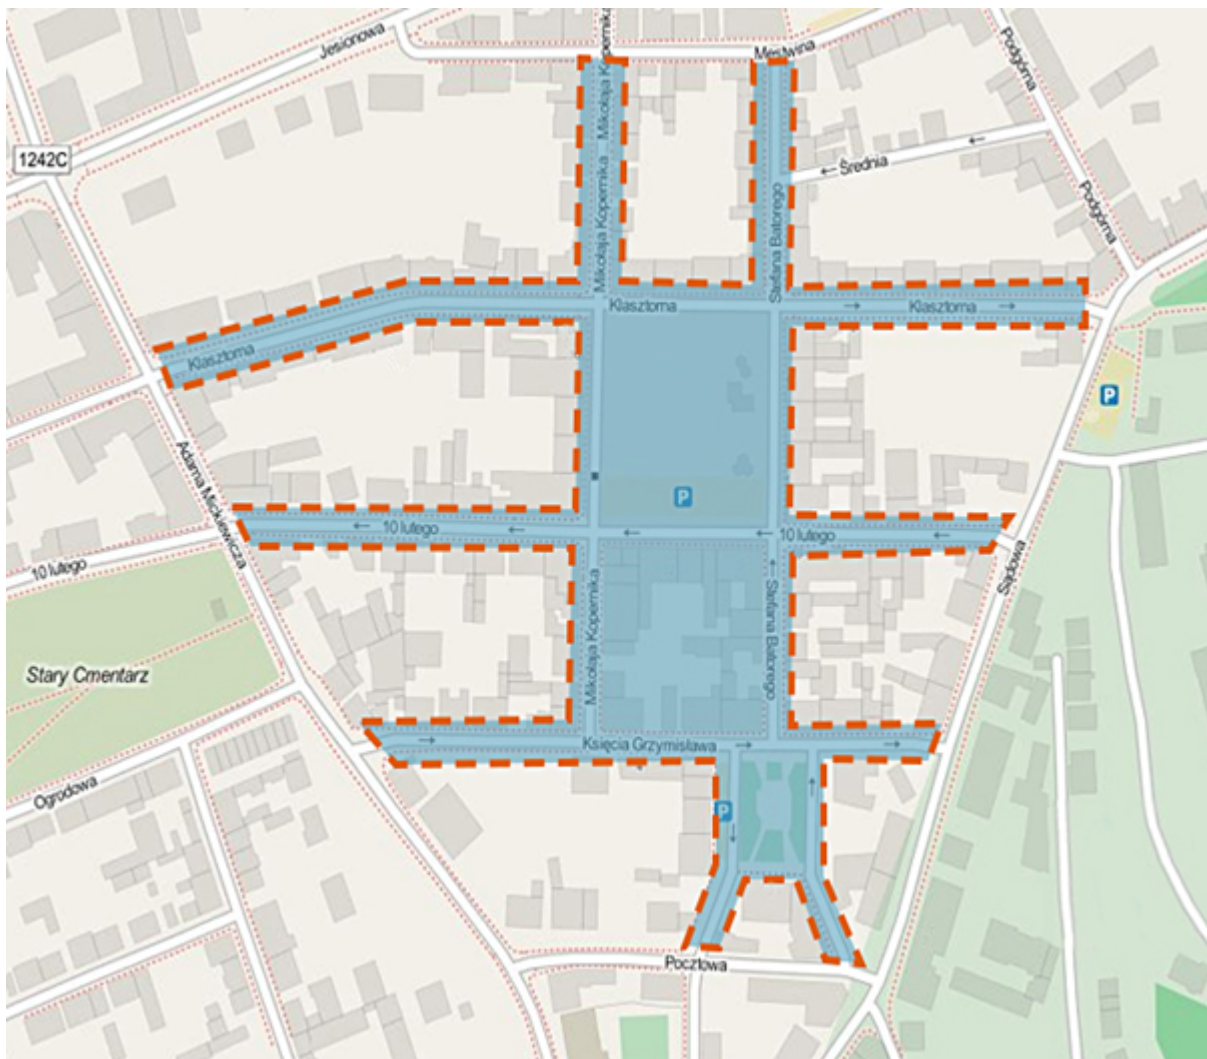 Mikołaja Kopernika
Jesionowa
Mestwina
Podgórna
1242C
Średnia
Mikołaja Kopernika
Stefana Batorego
Podgórna
Klasztorna
Klasztorna
Klasztorna
P
Adama Mickiewicza
P
10 lutego
10 lutego
10 lutego
Sądowa
Mikołaja Kopernika
Stefana Batorego
Stary Cmentarz
Księcia Grzymisława
Ogrodowa
P
Pocztowa